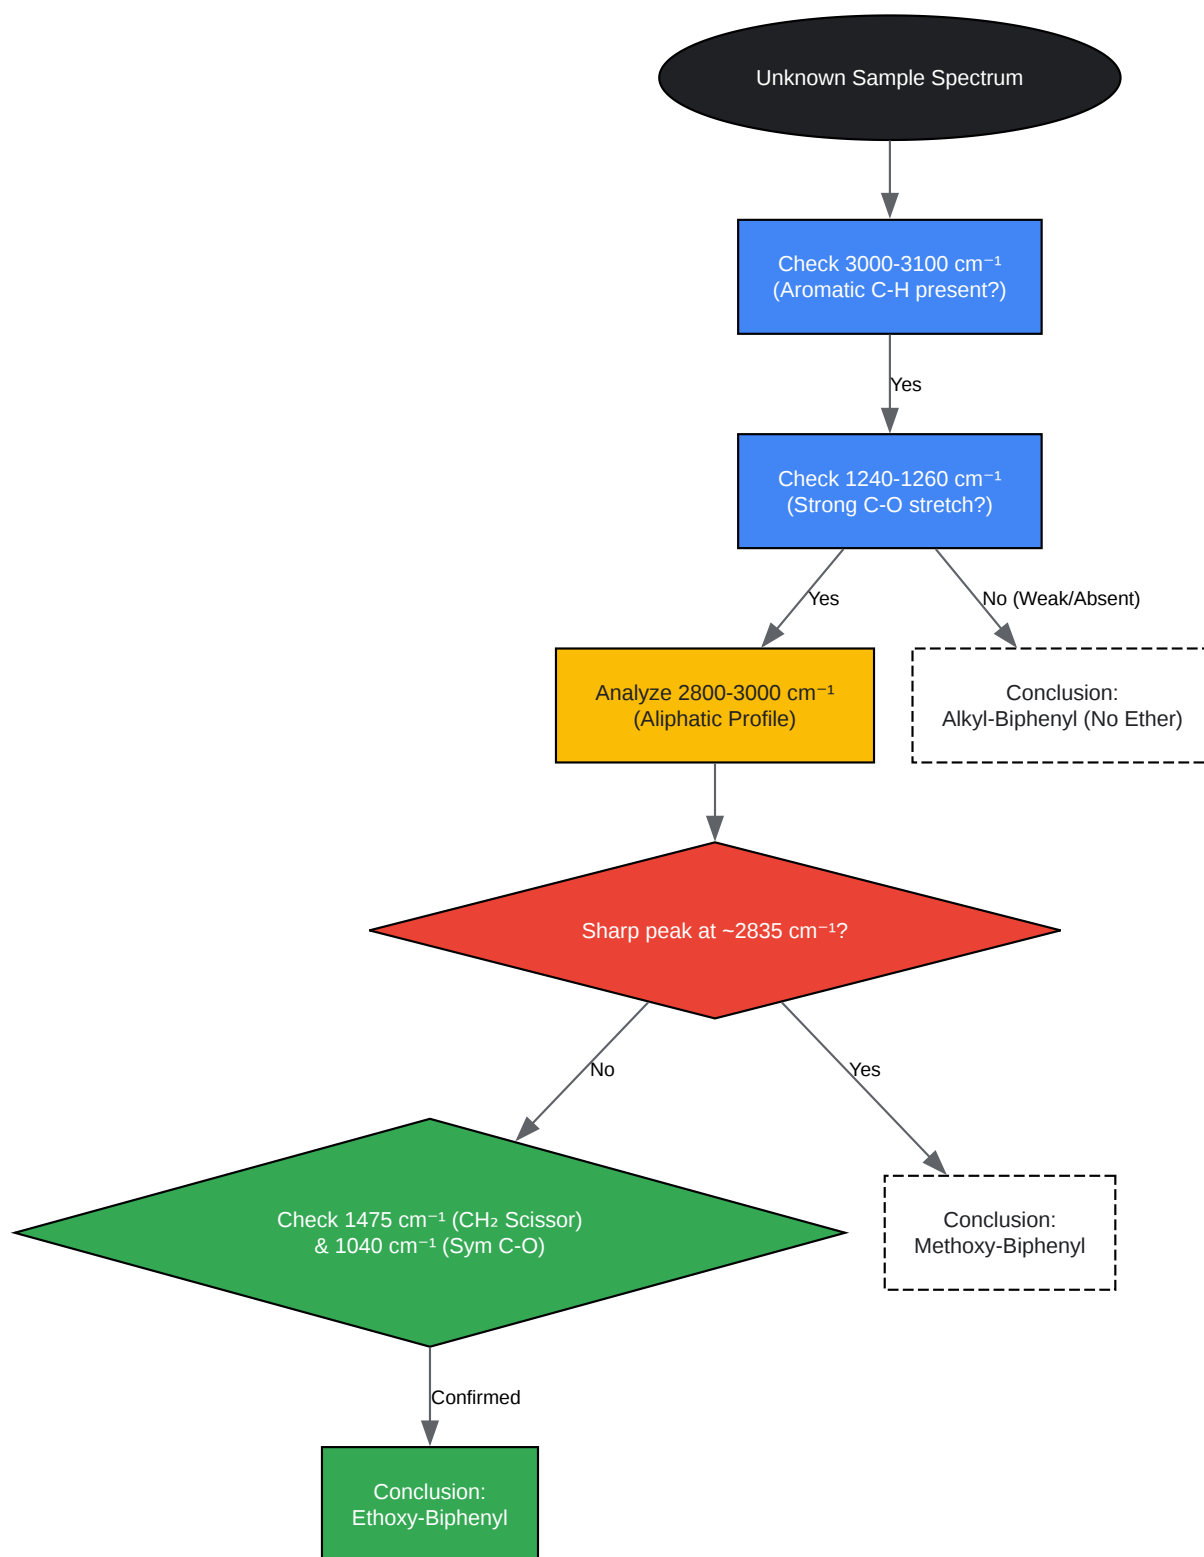 Unknown Sample Spectrum
Check 3000-3100 cm⁻¹
(Aromatic C-H present?)
Yes
Check 1240-1260 cm⁻¹
(Strong C-O stretch?)
Yes
No (Weak/Absent)
Analyze 2800-3000 cm⁻¹
(Aliphatic Profile)
Conclusion:
Alkyl-Biphenyl (No Ether)
Sharp peak at ~2835 cm⁻¹?
No
Yes
Check 1475 cm⁻¹ (CH₂ Scissor)
& 1040 cm⁻¹ (Sym C-O)
Conclusion:
Methoxy-Biphenyl
Confirmed
Conclusion:
Ethoxy-Biphenyl